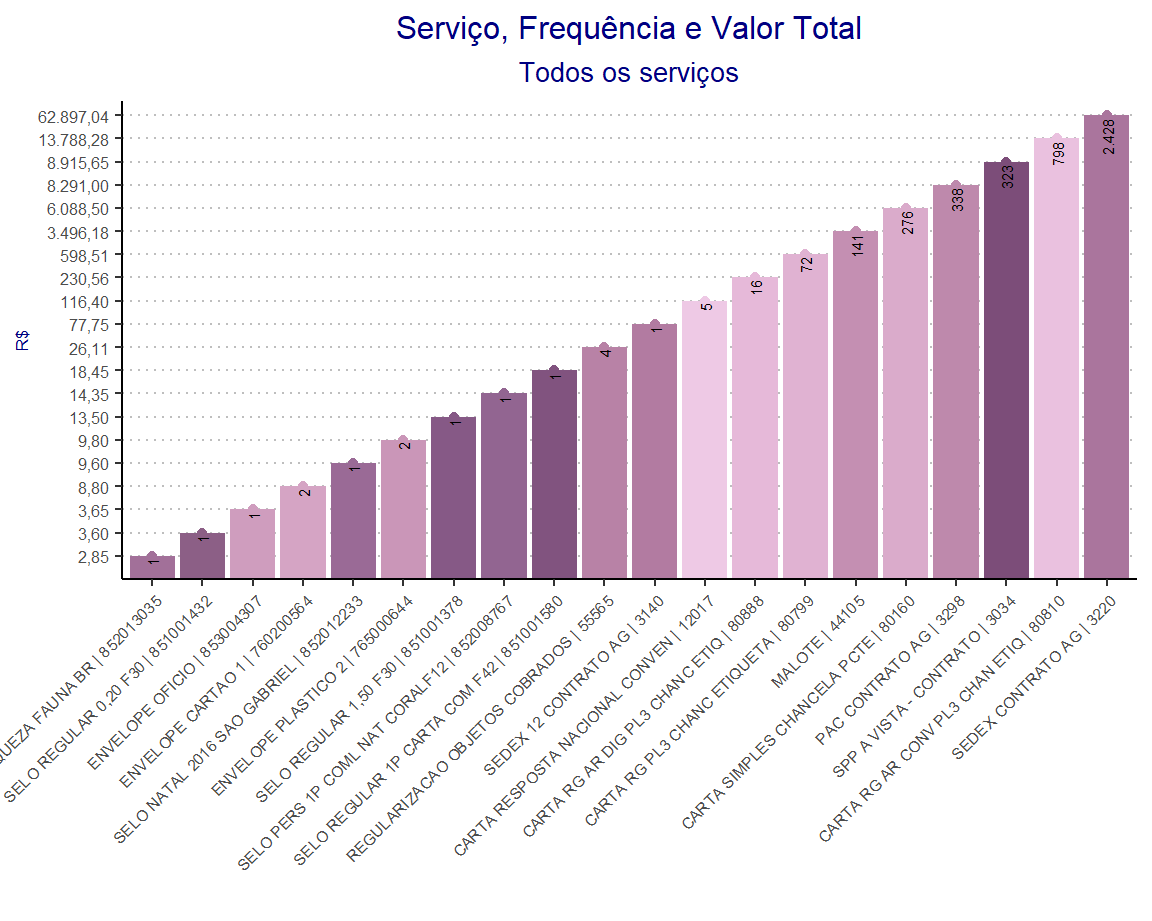 Serviço, Frequência e Valor Total
Todos os serviços
R$
62.897,04
13.788,28
8.915,65
8.291,00
6.088,50
3.496,18
598,51
230,56
116,40
77,75
26,11
18,45
14,35
13,50
9,80
9,60
8,80
3,65
3,60
2,85
1
1
1
2
1
2
1
1
1
4
1
5
16
72
141
276
338
323
798
2.428
FAUNA BR | 852013035
SELO REGULAR 0,20 F30 | 851001432
ENVELOPE OFICIO | 853004307
ENVELOPE CARTAO 1 | 760200564
SELO NATAL 2016 SAO GABRIEL | 852012233
ENVELOPE PLASTICO 2 | 765000644
SELO REGULAR 1,50 F30 | 851001378
SELO PERS 1P COML NAT CORALF12 | 852008767
SELO REGULAR 1P CARTA COM F42 | 851001580
REGULARIZACAO OBJETOS COBRADOS | 55565
SEDEX 12 CONTRATO AG | 3140
CARTA RESPOSTA NACIONAL CONVEN | 12017
CARTA RG AR DIG PL3 CHANC ETIQ | 80888
CARTA RG PL3 CHANC ETIQUETA | 80799
MALOTE | 44105
CARTA SIMPLES CHANCELA PCTE | 80160
PAC CONTRATO AG | 3298
SPP A VISTA - CONTRATO | 3034
CARTA RG AR CONV PL3 CHAN ETIQ | 80810
SEDEX CONTRATO AG | 3220